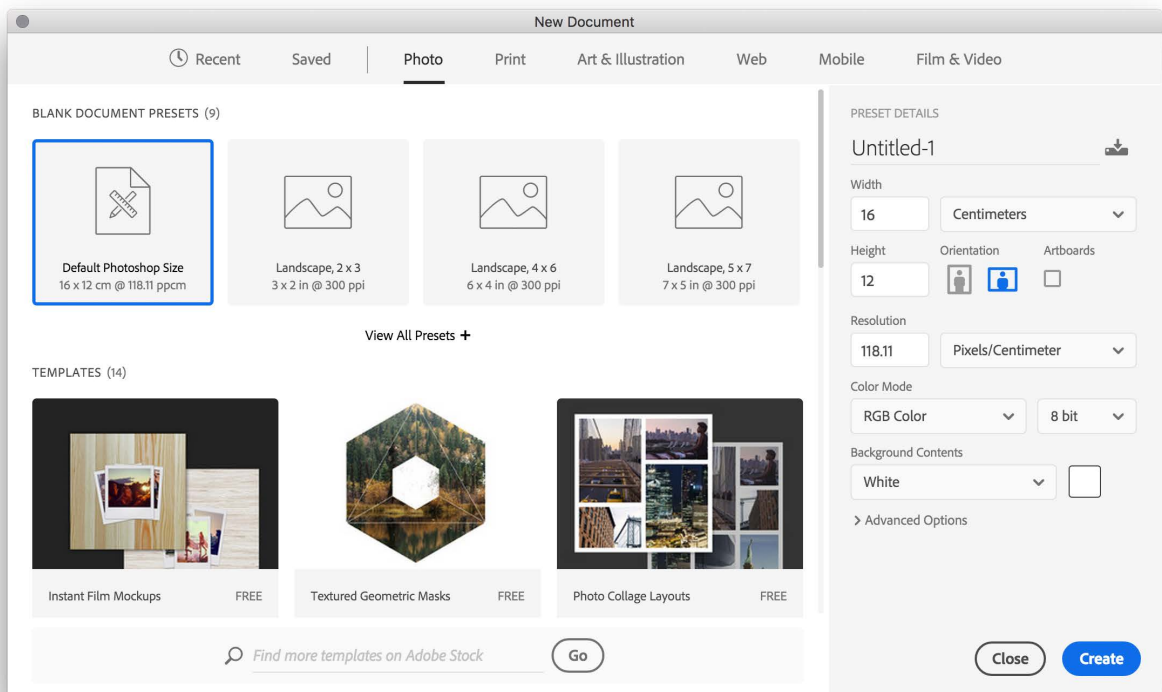 New Document
Recent Saved Photo Print Art & Illustration Web Mobile Film & Video
BLANK DOCUMENT PRESETS (9)
Default Photoshop Size
16 x 12 cm @ 118.11 ppcm
Landscape, 2 x 3
3 x 2 in @ 300 ppi
Landscape, 4 x 6
6 x 4 in @ 300 ppi
Landscape, 5 x 7
7 x 5 in @ 300 ppi
View All Presets +
TEMPLATES (14)
Instant Film Mockups FREE
Textured Geometric Masks FREE
Photo Collage Layouts FREE
Find more templates on Adobe Stock Go
PRESET DETAILS
Untitled-1
Width
16 Centimeters
Height Orientation Artboards
12
Resolution
118.11 Pixels/Centimeter
Color Mode
RGB Color 8 bit
Background Contents
White
Advanced Options
Close Create